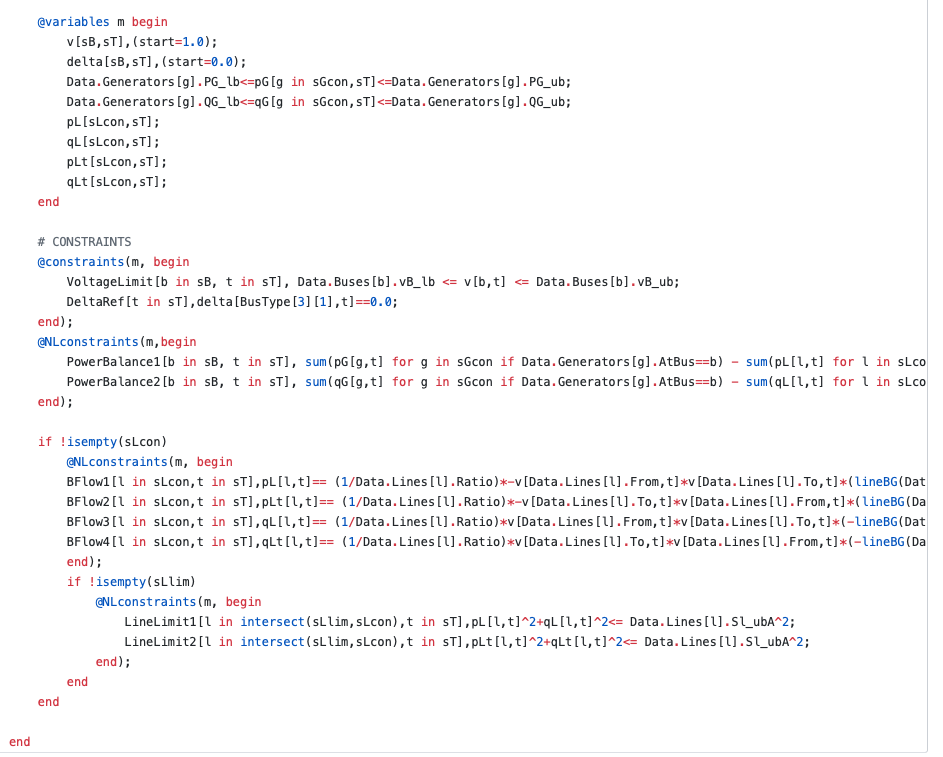 @variables m begin
v[sB,sT],(start=1.0);
delta[sB,sT],(start=0.0);
Data.Generators[g].PG_lb<=pG[g in sGcon,sT]<=Data.Generators[g].PG_ub;
Data.Generators[g].QG_lb<=qG[g in sGcon,sT]<=Data.Generators[g].QG_ub;
pL[sLcon,sT];
qL[sLcon,sT];
pLt[sLcon,sT];
qLt[sLcon,sT];
end
# CONSTRAINTS
@constraints(m, begin
VoltageLimit[b in sB, t in sT], Data.Buses[b].vB_lb <= v[b,t] <= Data.Buses[b].vB_ub;
DeltaRef[t in sT],delta[BusType[3][1],t]==0.0;
end);
@NLconstraints(m,begin
PowerBalance1[b in sB, t in sT], sum(pG[g,t] for g in sGcon if Data.Generators[g].AtBus==b) - sum(pL[l,t] for l in sLco
PowerBalance2[b in sB, t in sT], sum(qG[g,t] for g in sGcon if Data.Generators[g].AtBus==b) - sum(qL[l,t] for l in sLco
end);
if !isempty(sLcon)
@NLconstraints(m, begin
BFlow1[l in sLcon,t in sT],pL[l,t]== (1/Data.Lines[l].Ratio)*-v[Data.Lines[l].From,t]*v[Data.Lines[l].To,t]*(lineBG(Dat
BFlow2[l in sLcon,t in sT],pLt[l,t]== (1/Data.Lines[l].Ratio)*-v[Data.Lines[l].To,t]*v[Data.Lines[l].From,t]*(lineBG(Da
BFlow3[l in sLcon,t in sT],qL[l,t]== (1/Data.Lines[l].Ratio)*v[Data.Lines[l].From,t]*v[Data.Lines[l].To,t]*(-lineBG(Dat
BFlow4[l in sLcon,t in sT],qLt[l,t]== (1/Data.Lines[l].Ratio)*v[Data.Lines[l].To,t]*v[Data.Lines[l].From,t]*(-lineBG(Da
end);
if !isempty(sLlim)
@NLconstraints(m, begin
LineLimit1[l in intersect(sLlim,sLcon),t in sT],pL[l,t]^2+qL[l,t]^2<= Data.Lines[l].Sl_ubA^2;
LineLimit2[l in intersect(sLlim,sLcon),t in sT],pLt[l,t]^2+qLt[l,t]^2<= Data.Lines[l].Sl_ubA^2;
end);
end
end
end